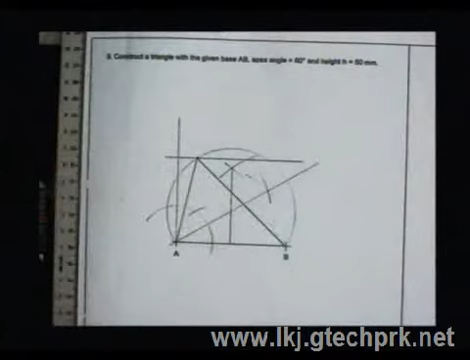 3. Construct a triangle with the given base AB, apex angle = 60° and height h = 50 mm.
A
B
www.lkj.gtechprk.net